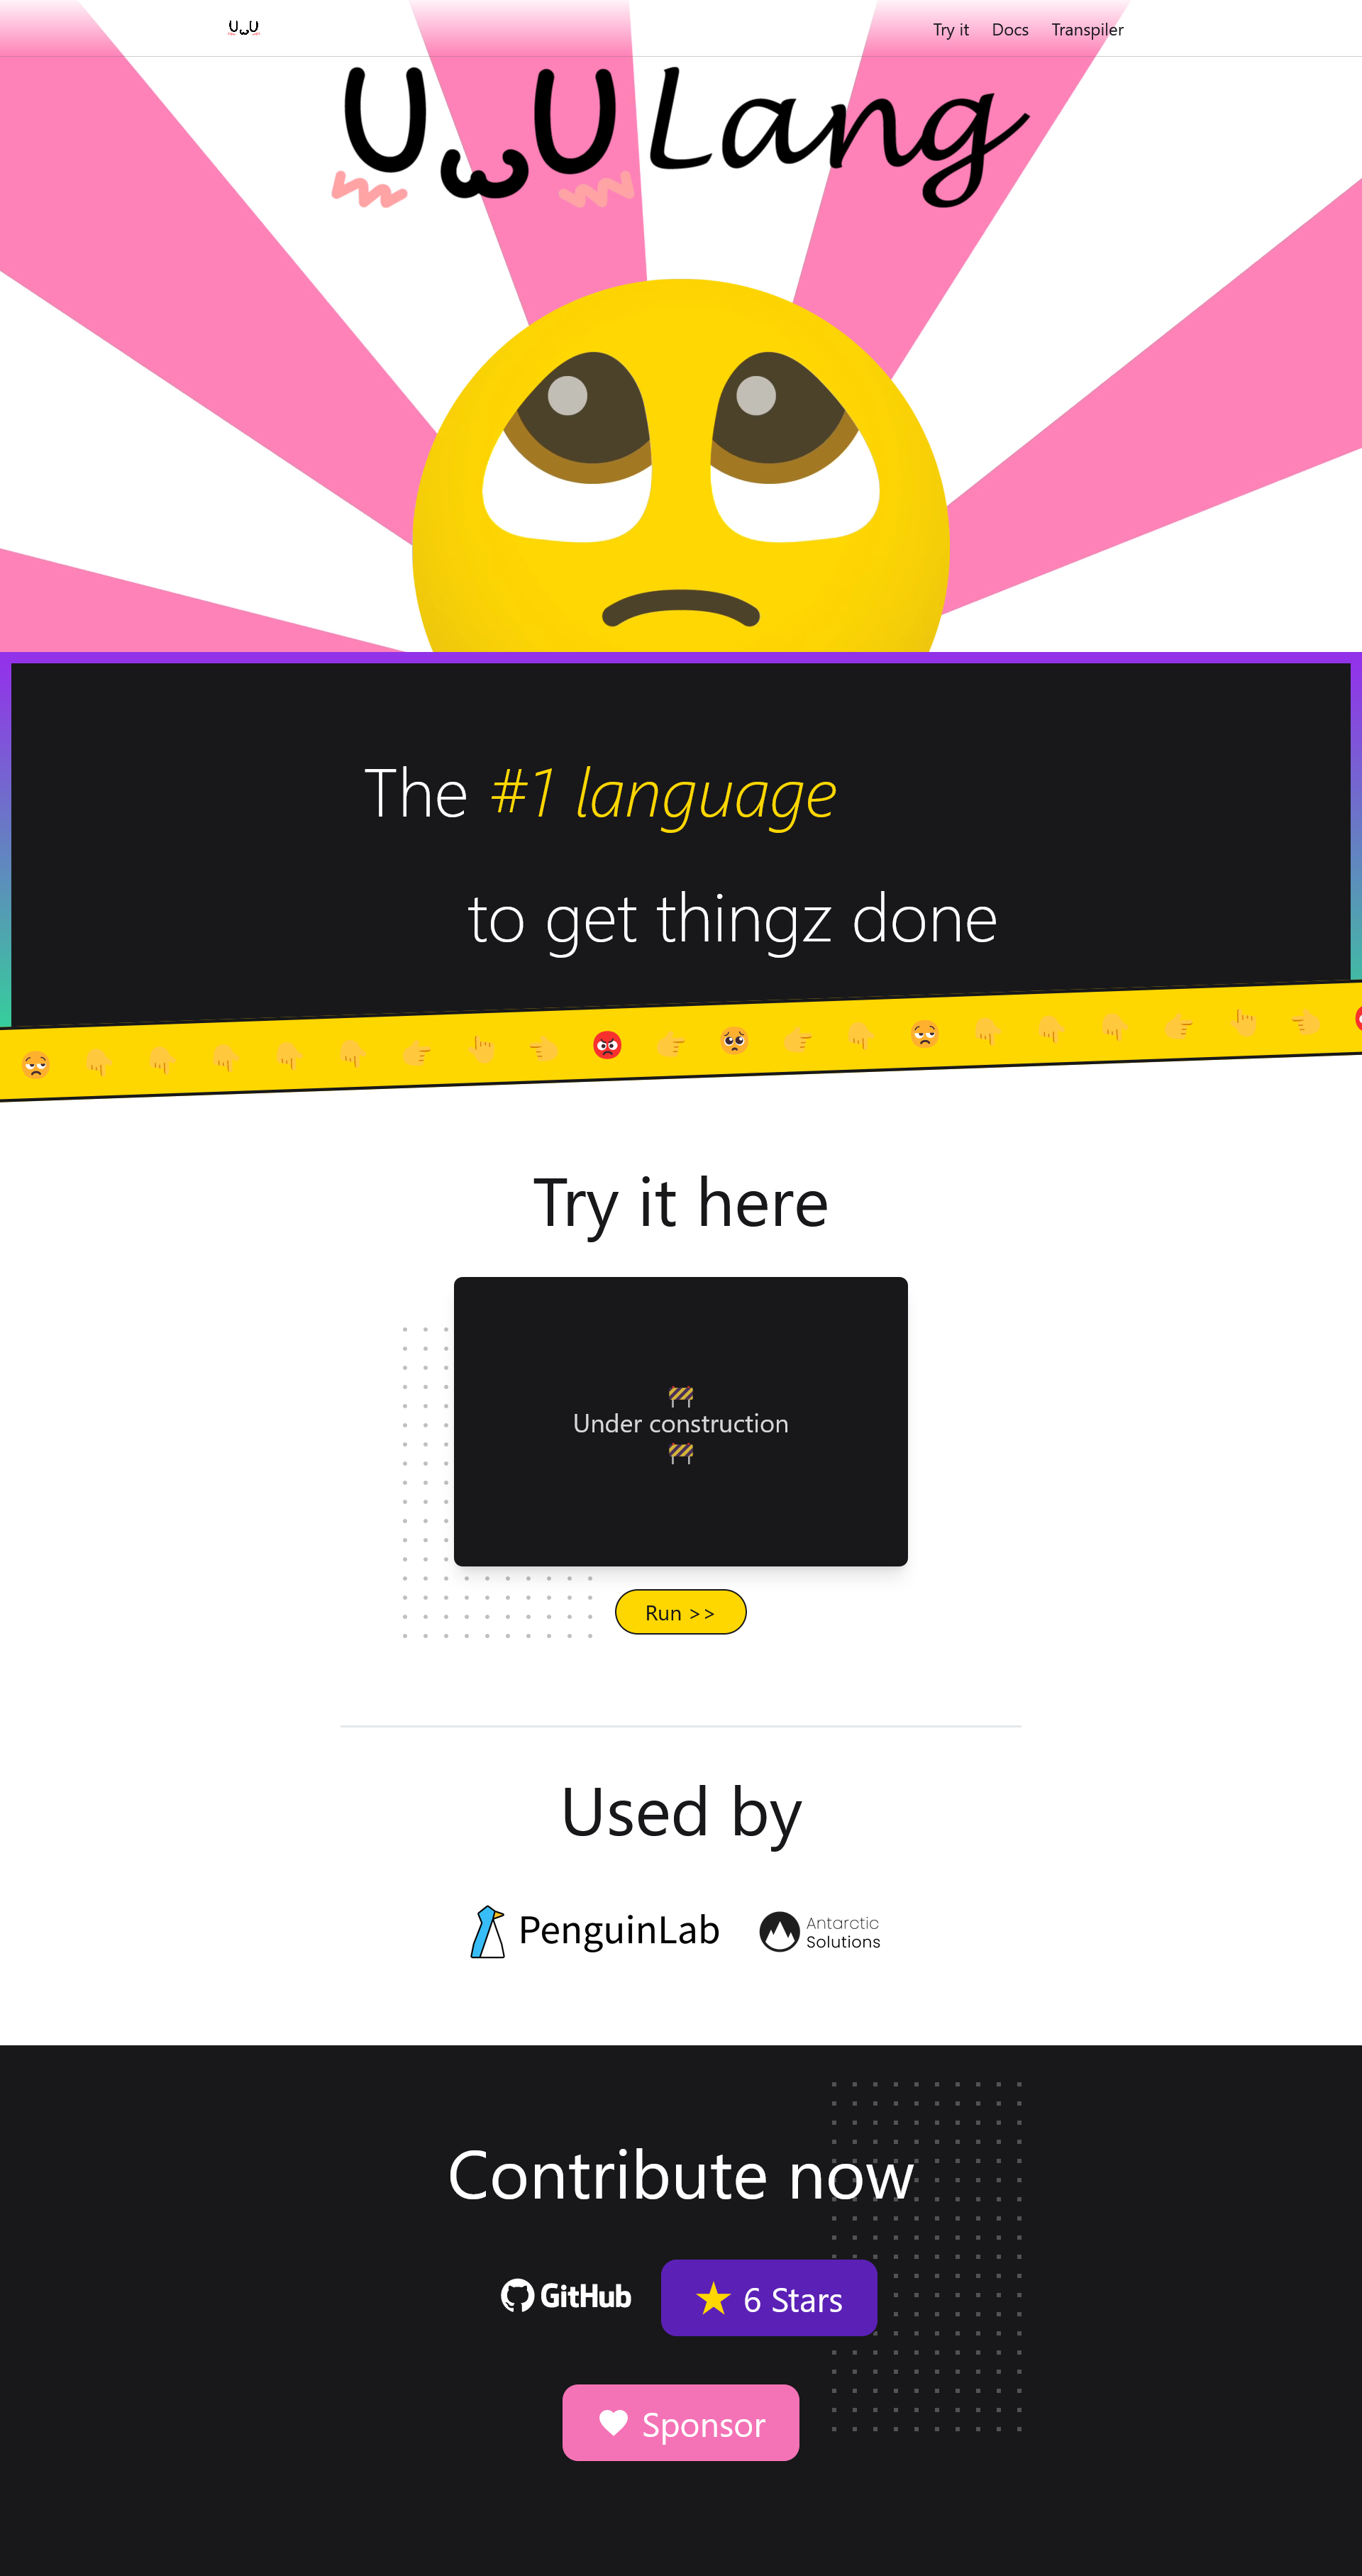 UωU
Try it
Docs
Transpiler
UωU Lang
The #1 language
to get thingz done
Try it here
Under construction
Run >>
Used by
PenguinLab
Antarctic
Solutions
Contribute now
GitHub
6 Stars
Sponsor